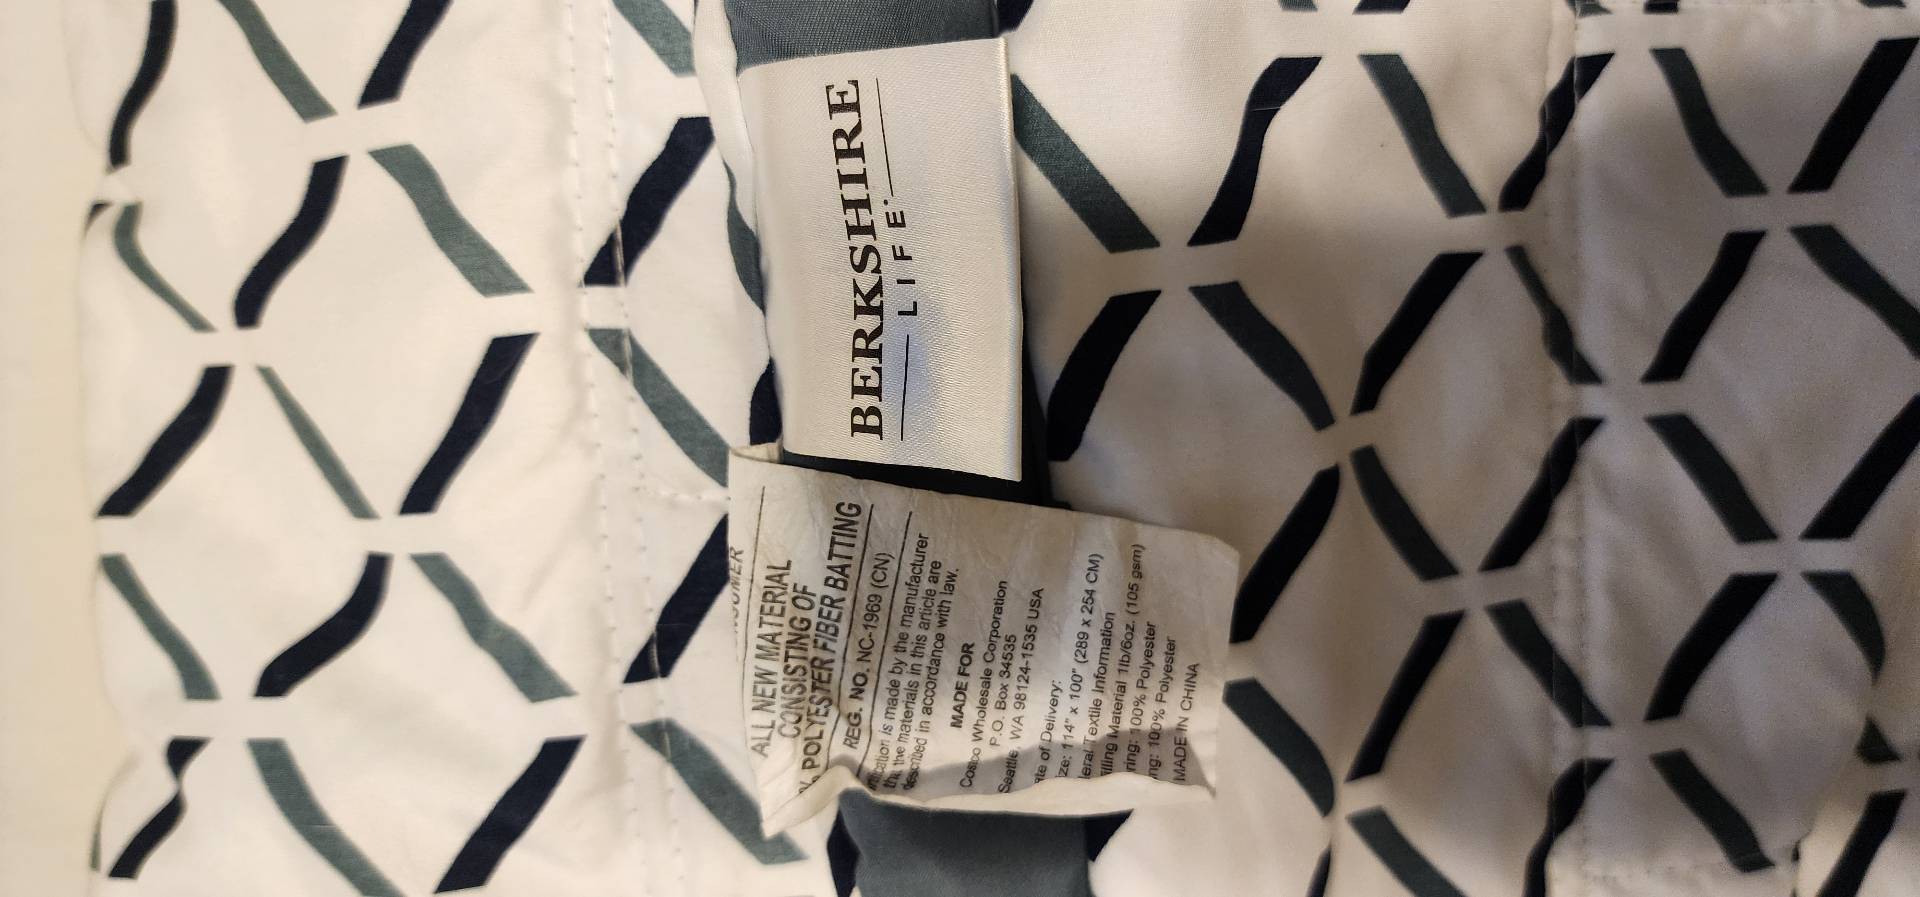 BERKSHIRE
LIFE
ALL NEW MATERIAL
CONSISTING OF
POLYESTER FIBER BATTING
REG. NO. NC-1969 (CN)
is made by the manufacturer
the materials in this article are
described in accordance with law.
MADE FOR
Costco Wholesale Corporation
P.O. Box 34535
Seattle, WA 98124-1535 USA
of Delivery:
114" x 100" (289 x 254 CM)
Textile Information
Material 1lb/6oz. (105 gsm)
100% Polyester
100% Polyester
MADE IN CHINA